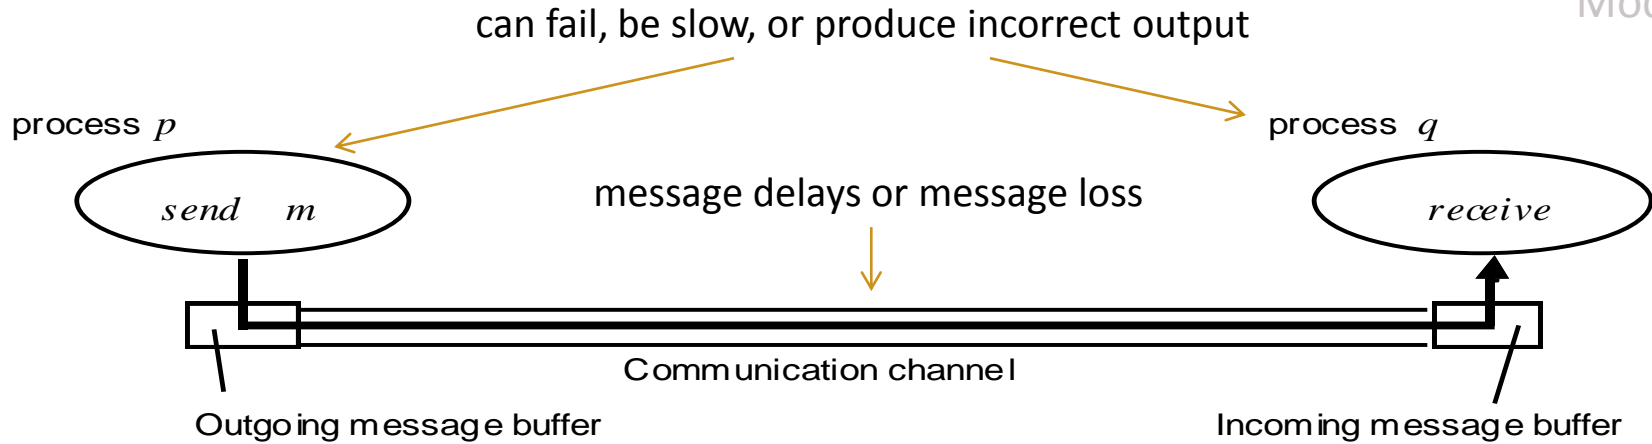 can fail, be slow, or produce incorrect output
process p
process q
message delays or message loss
send m
receive
Communication channel
Outgoing message buffer
Incoming message buffer